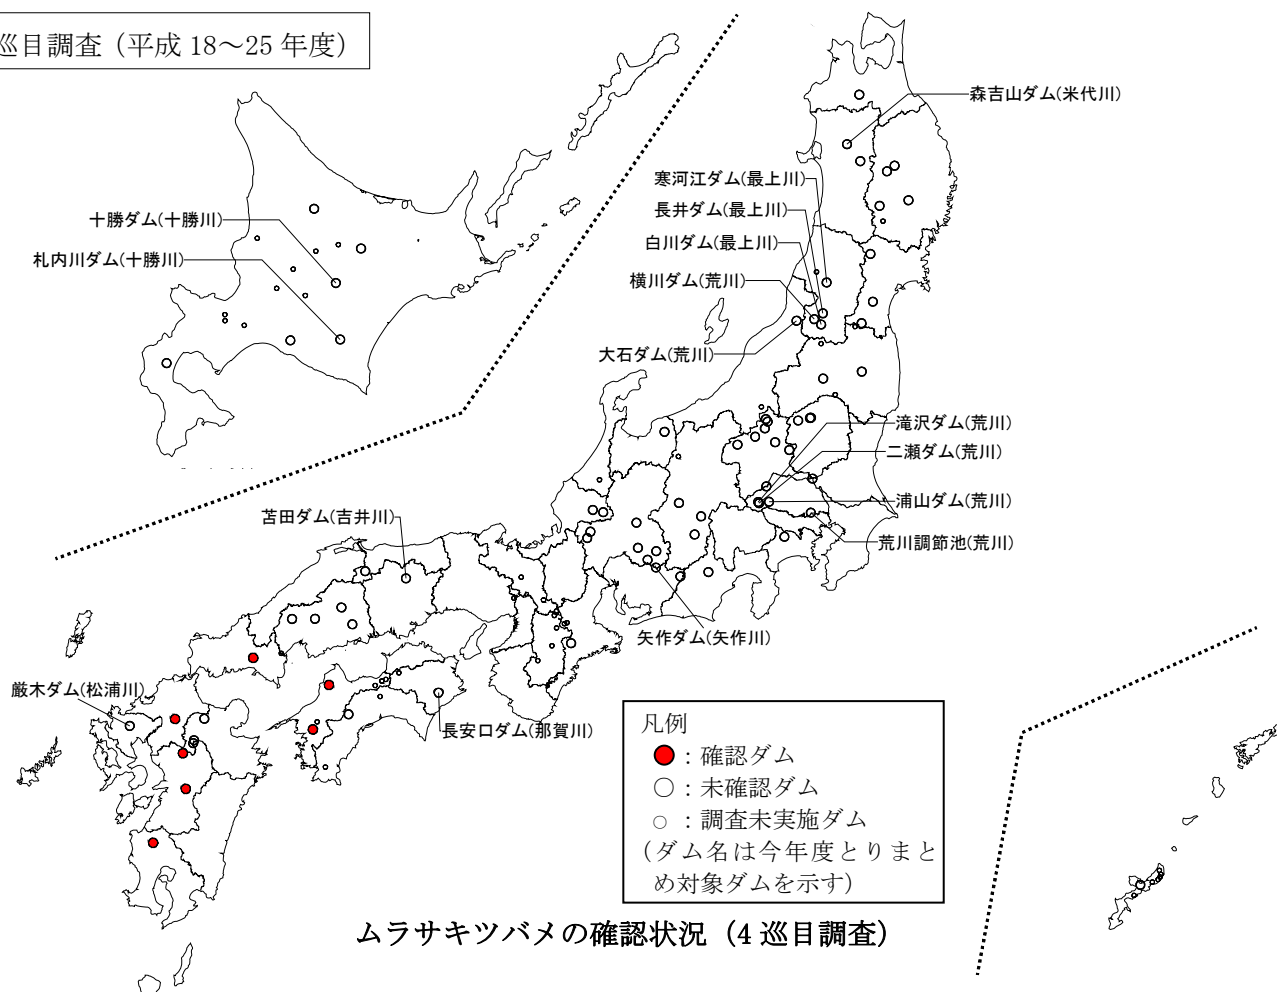 巡目調査（平成 18～25 年度）
森吉山ダム(米代川)
寒河江ダム(最上川)
長井ダム(最上川)
白川ダム(最上川)
横川ダム(荒川)
大石ダム(荒川)
十勝ダム(十勝川)
札内川ダム(十勝川)
滝沢ダム(荒川)
二瀬ダム(荒川)
浦山ダム(荒川)
荒川調節池(荒川)
苫田ダム(吉井川)
矢作ダム(矢作川)
厳木ダム(松浦川)
長安口ダム(那賀川)
凡例
：確認ダム
：未確認ダム
：調査未実施ダム
(ダム名は今年度とりまと
め対象ダムを示す)
ムラサキツバメの確認状況（4 巡目調査）